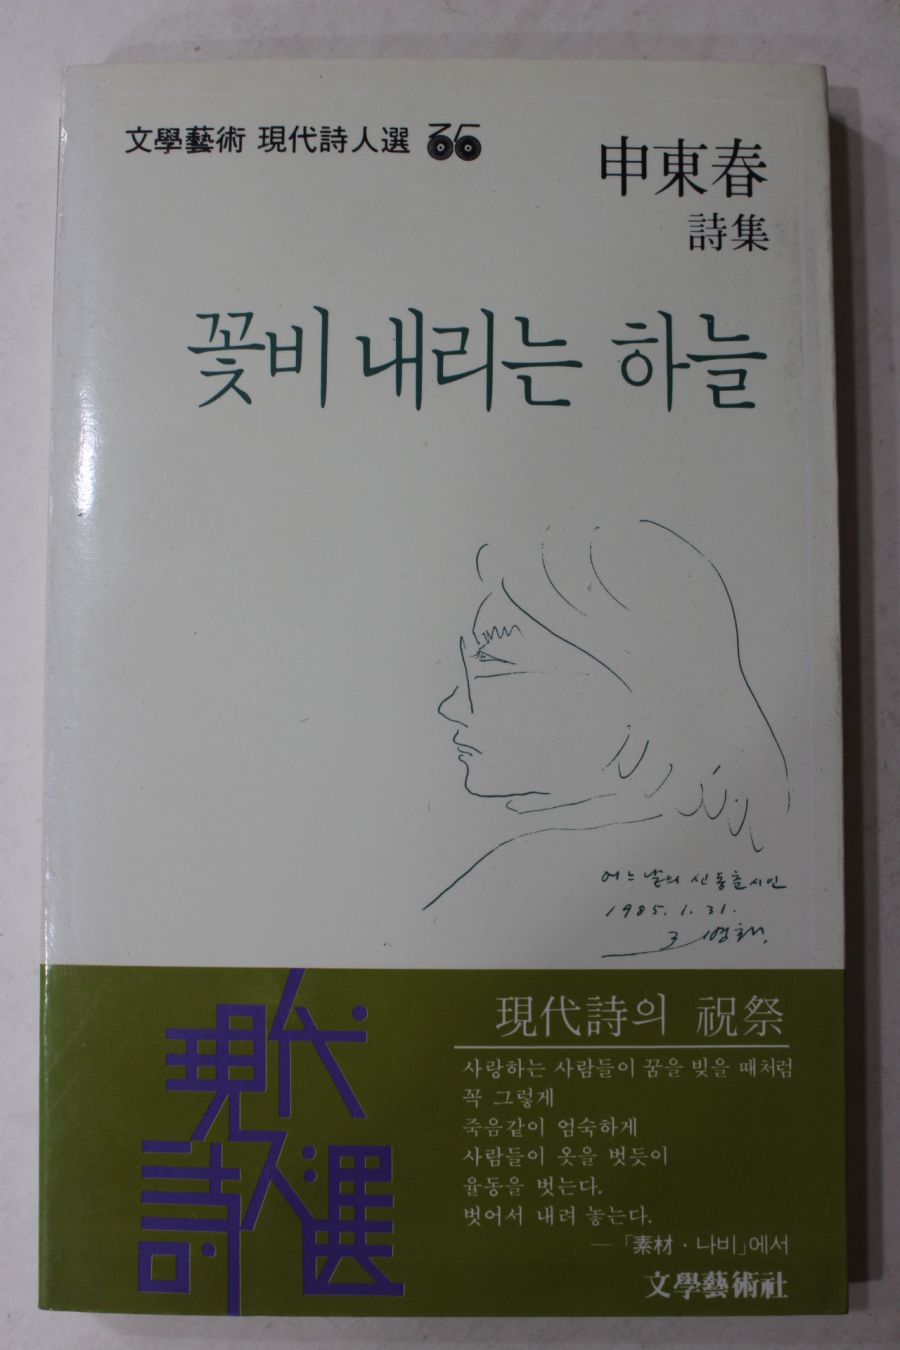 文學藝術 現代詩人選 36
申東春
詩集
꽃비 내리는 하늘
어느날의 신동춘 시인
1985. 1. 31.
現代詩人選
現代詩의 祝祭
사랑하는 사람들이 꿈을 빚을 때처럼
꼭 그렇게
죽음같이 엄숙하게
사람들이 옷을 벗듯이
율동을 벗는다.
벗어서 내려 놓는다.
─「素材·나비」에서
文學藝術社